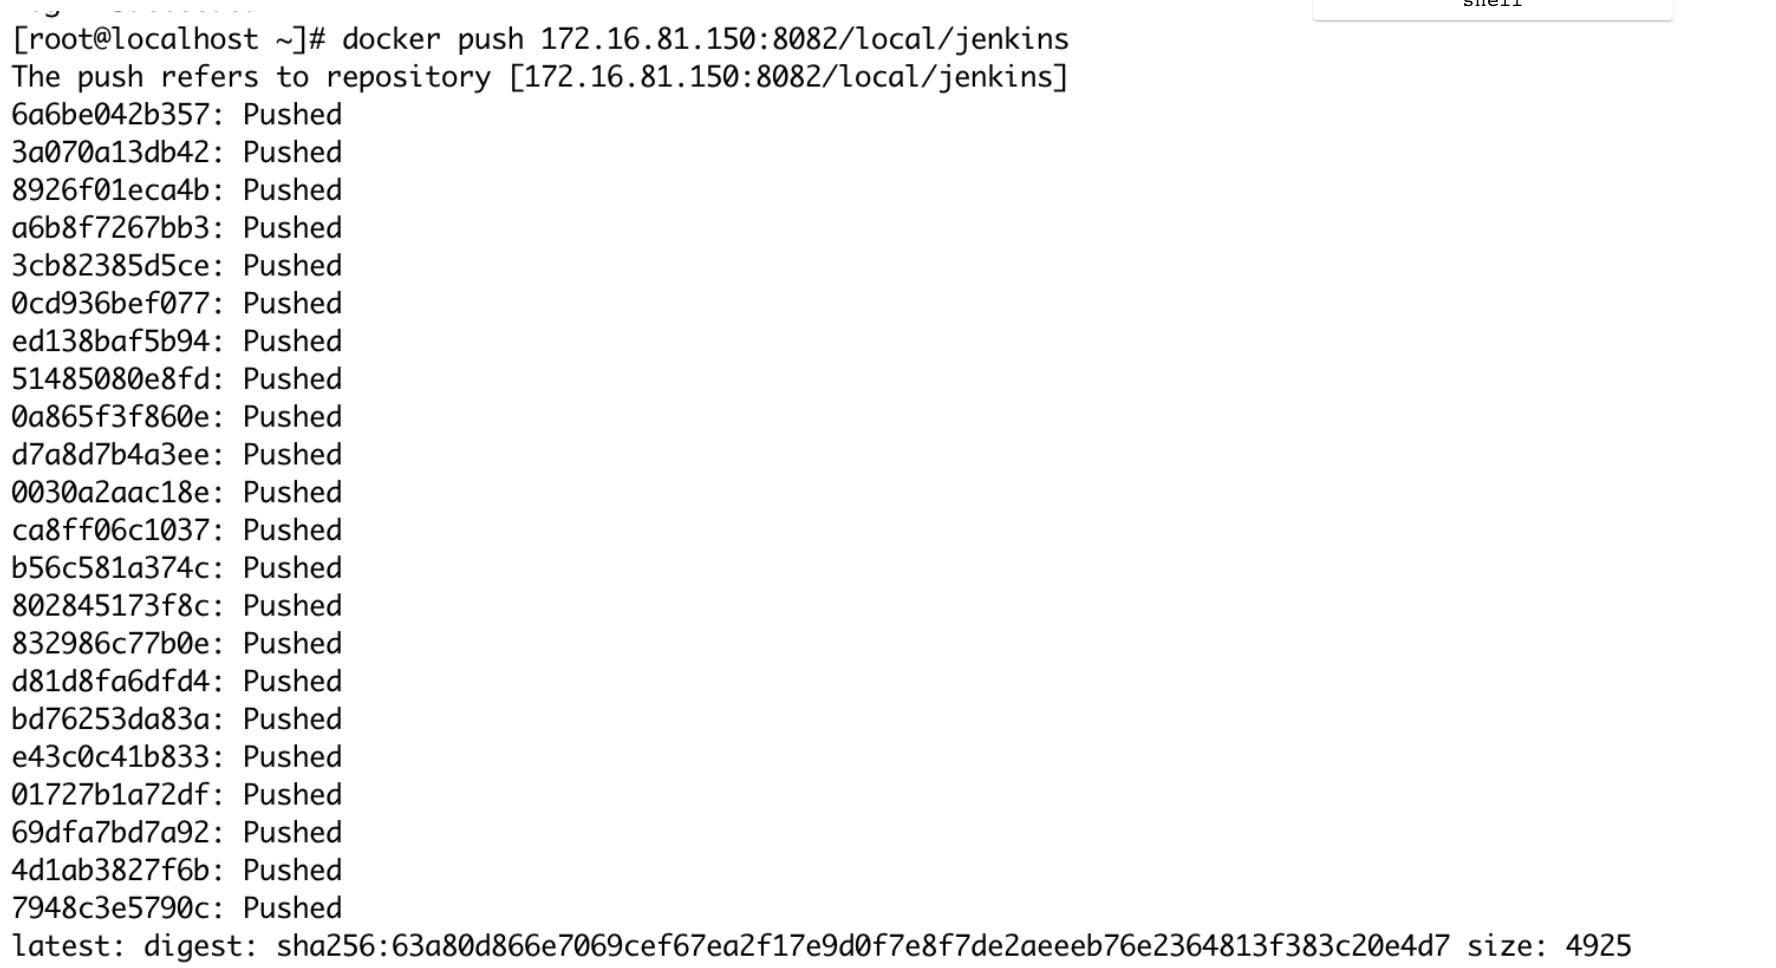 shell
[root@localhost ~]# docker push 172.16.81.150:8082/local/jenkins
The push refers to repository [172.16.81.150:8082/local/jenkins]
6a6be042b357: Pushed
3a070a13db42: Pushed
8926f01eca4b: Pushed
a6b8f7267bb3: Pushed
3cb82385d5ce: Pushed
0cd936bef077: Pushed
ed138baf5b94: Pushed
51485080e8fd: Pushed
0a865f3f860e: Pushed
d7a8d7b4a3ee: Pushed
0030a2aac18e: Pushed
ca8ff06c1037: Pushed
b56c581a374c: Pushed
802845173f8c: Pushed
832986c77b0e: Pushed
d81d8fa6dfd4: Pushed
bd76253da83a: Pushed
e43c0c41b833: Pushed
01727b1a72df: Pushed
69dfa7bd7a92: Pushed
4d1ab3827f6b: Pushed
7948c3e5790c: Pushed
latest: digest: sha256:63a80d866e7069cef67ea2f17e9d0f7e8f7de2aeeeb76e2364813f383c20e4d7 size: 4925